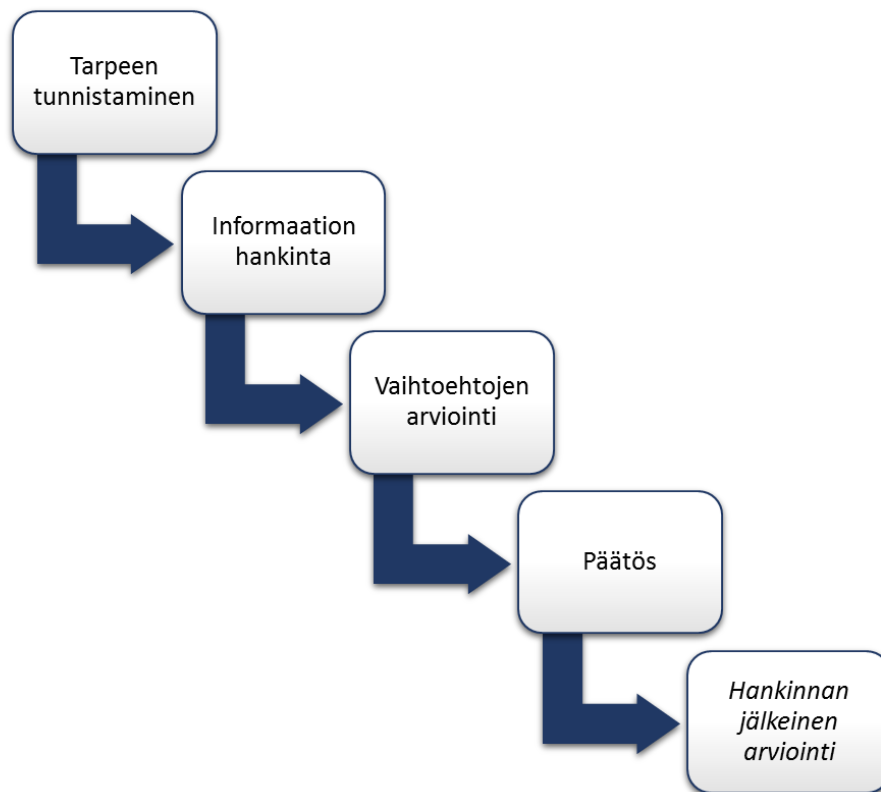 Tarpeen
tunnistaminen
Informaation
hankinta
Vaihtoehtojen
arviointi
Päätös
Hankinnan
jälkeinen
arviointi